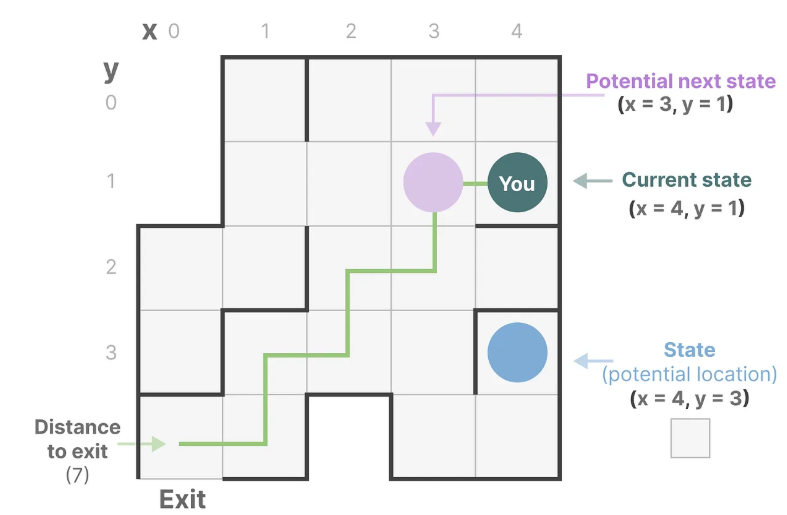 x 0 1 2 3 4
y
0
Potential next state
(x = 3, y = 1)
1
You
Current state
(x = 4, y = 1)
2
3
State
(potential location)
(x = 4, y = 3)
Distance
to exit
(7)
Exit